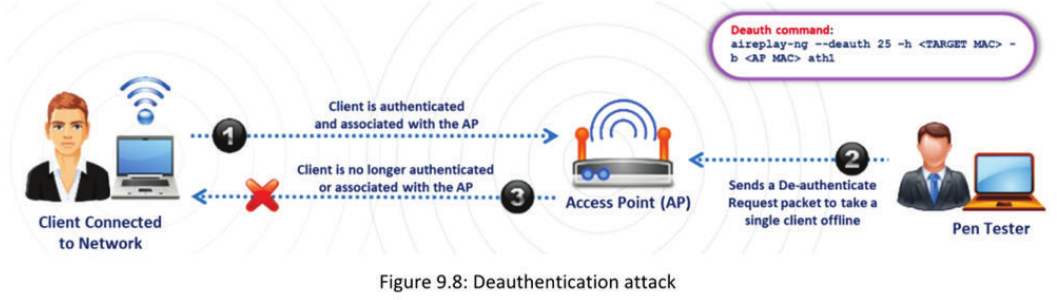 Deauth command:
aireplay-ng --deauth 25 -h <TARGET MAC> -
b <AP MAC> ath1
1
Client is authenticated
and associated with the AP
Client is no longer authenticated
or associated with the AP
3
2
Sends a De-authenticate
Request packet to take a
single client offline
Client Connected
to Network
Access Point (AP)
Pen Tester
Figure 9.8: Deauthentication attack